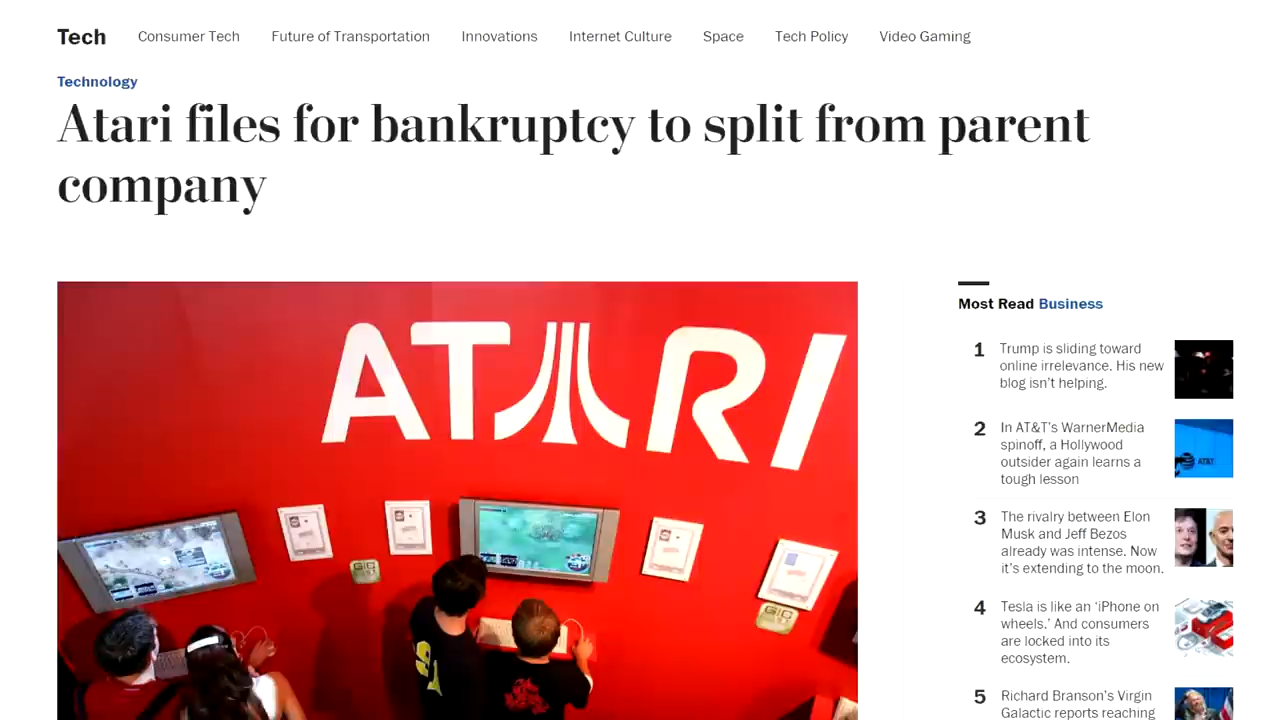 Tech Consumer Tech Future of Transportation Innovations Internet Culture Space Tech Policy Video Gaming
Technology
Atari files for bankruptcy to split from parent
company
ATARI
Most Read Business
1 Trump is sliding toward
online irrelevance. His new
blog isn't helping.
2 In AT&T's WarnerMedia
spinoff, a Hollywood
outsider again learns a
tough lesson
AT&T
3 The rivalry between Elon
Musk and Jeff Bezos
already was intense. Now
it's extending to the moon.
4 Tesla is like an ‘iPhone on
wheels.’ And consumers
are locked into its
ecosystem.
5 Richard Branson's Virgin
Galactic reports reaching
GIC
GIC